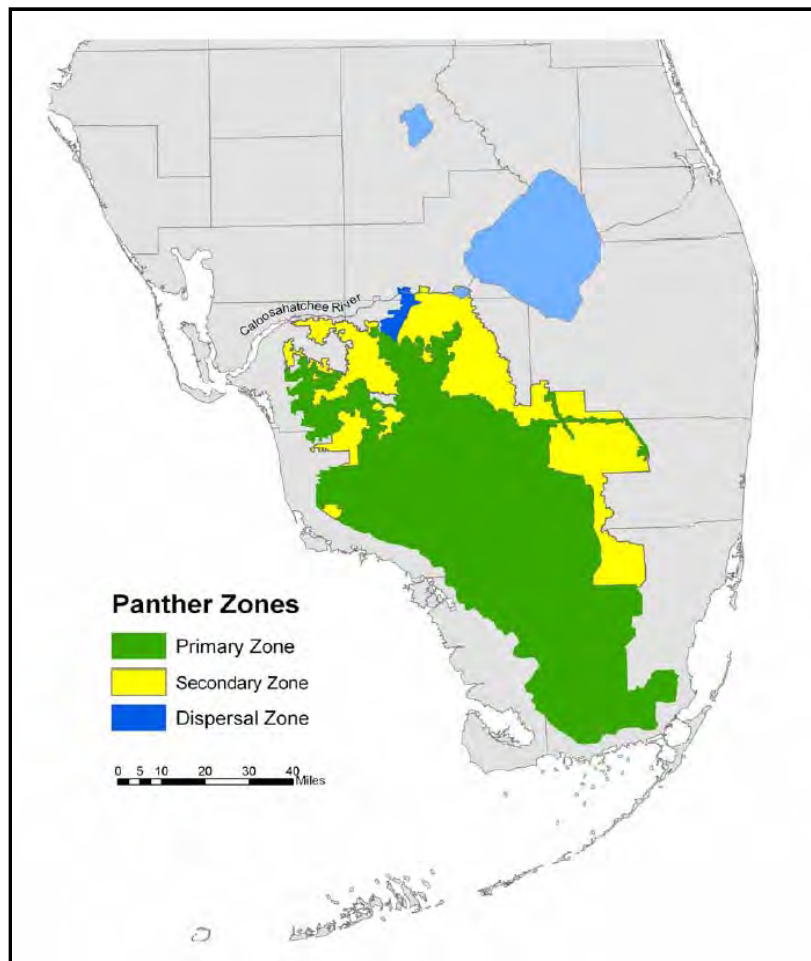 Caloosahatchee River
Panther Zones
Primary Zone
Secondary Zone
Dispersal Zone
0 5 10 20 30 40
Miles